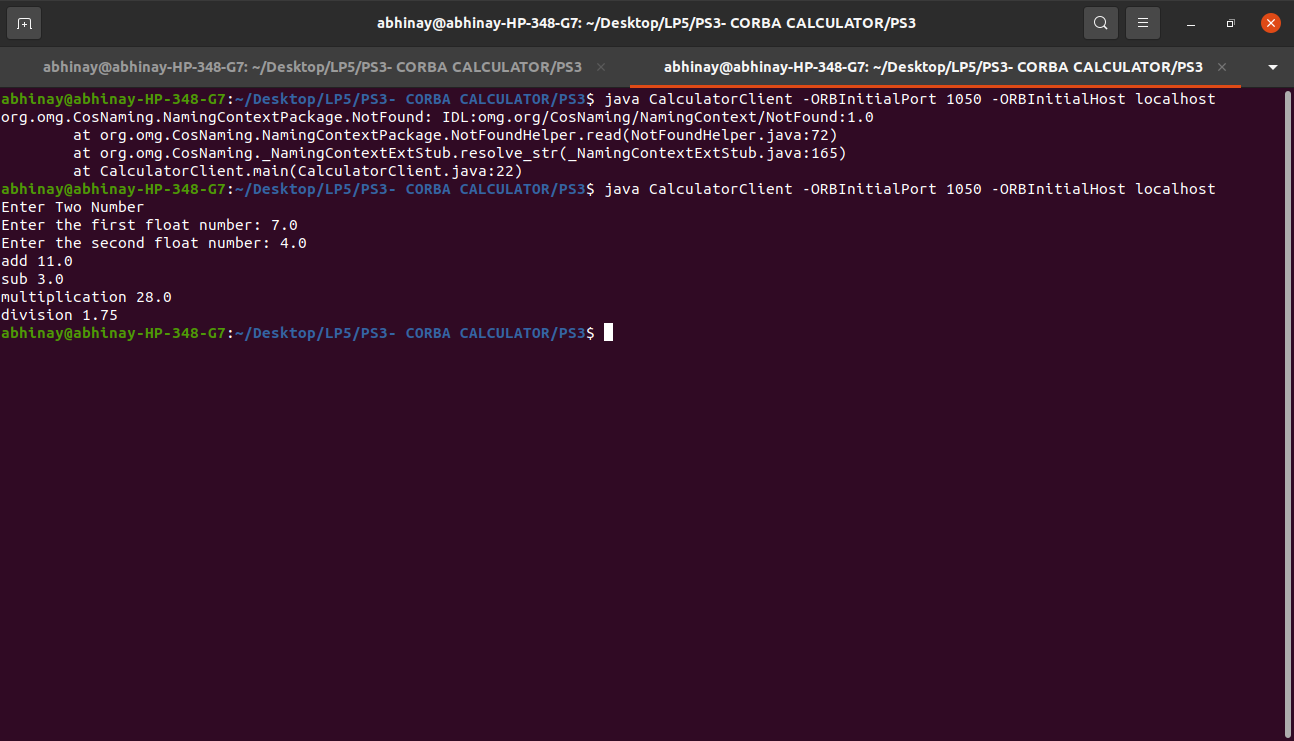 abhinay@abhinay-HP-348-G7: ~/Desktop/LP5/PS3- CORBA CALCULATOR/PS3
abhinay@abhinay-HP-348-G7: ~/Desktop/LP5/PS3- CORBA CALCULATOR/PS3
abhinay@abhinay-HP-348-G7: ~/Desktop/LP5/PS3- CORBA CALCULATOR/PS3
abhinay@abhinay-HP-348-G7:~/Desktop/LP5/PS3- CORBA CALCULATOR/PS3$ java CalculatorClient -ORBInitialPort 1050 -ORBInitialHost localhost
org.omg.CosNaming.NamingContextPackage.NotFound: IDL:omg.org/CosNaming/NamingContext/NotFound:1.0
        at org.omg.CosNaming.NamingContextPackage.NotFoundHelper.read(NotFoundHelper.java:72)
        at org.omg.CosNaming._NamingContextExtStub.resolve_str(_NamingContextExtStub.java:165)
        at CalculatorClient.main(CalculatorClient.java:22)
abhinay@abhinay-HP-348-G7:~/Desktop/LP5/PS3- CORBA CALCULATOR/PS3$ java CalculatorClient -ORBInitialPort 1050 -ORBInitialHost localhost
Enter Two Number
Enter the first float number: 7.0
Enter the second float number: 4.0
add 11.0
sub 3.0
multiplication 28.0
division 1.75
abhinay@abhinay-HP-348-G7:~/Desktop/LP5/PS3- CORBA CALCULATOR/PS3$